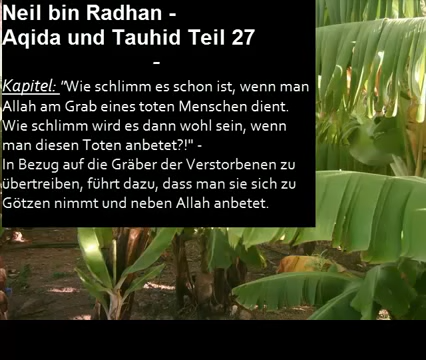 Neil bin Radhan -
Aqida und Tauhid Teil 27
-
Kapitel: "Wie schlimm es schon ist, wenn man
Allah am Grab eines toten Menschen dient.
Wie schlimm wird es dann wohl sein, wenn
man diesen Toten anbetet?!" -
In Bezug auf die Gräber der Verstorbenen zu
übertreiben, führt dazu, dass man sie sich zu
Götzen nimmt und neben Allah anbetet.